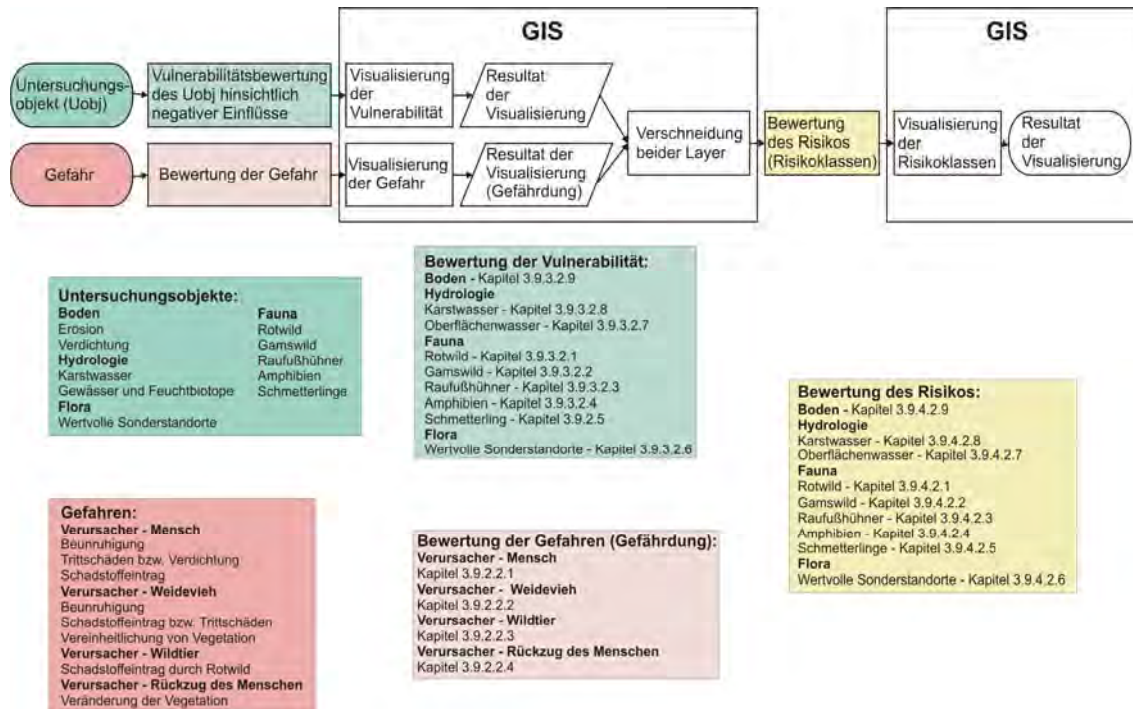 GIS
GIS
Untersuchungs-
objekt (Uobj)
Vulnerabilitätsbewertung
des Uobj hinsichtlich
negativer Einflüsse
Visualisierung
der
Vulnerabilität
Resultat
der
Visualisierung
Verschneidung
beider Layer
Bewertung
des Risikos
(Risikoklassen)
Visualisierung
der
Risikoklassen
Resultat
der
Visualisierung
Gefahr
Bewertung der Gefahr
Visualisierung
der Gefahr
Resultat der
Visualisierung
(Gefährdung)
Untersuchungsobjekte:
Boden
Erosion
Verdichtung
Hydrologie
Karstwasser
Gewässer und Feuchtbiotope
Flora
Wertvolle Sonderstandorte
Fauna
Rotwild
Gamswild
Raufußhühner
Amphibien
Schmetterlinge
Bewertung der Vulnerabilität:
Boden - Kapitel 3.9.3.2.9
Hydrologie
Karstwasser - Kapitel 3.9.3.2.8
Oberflächenwasser - Kapitel 3.9.3.2.7
Fauna
Rotwild - Kapitel 3.9.3.2.1
Gamswild - Kapitel 3.9.3.2.2
Raufußhühner - Kapitel 3.9.3.2.3
Amphibien - Kapitel 3.9.3.2.4
Schmetterling - Kapitel 3.9.2.5
Flora
Wertvolle Sonderstandorte - Kapitel 3.9.3.2.6
Bewertung des Risikos:
Boden - Kapitel 3.9.4.2.9
Hydrologie
Karstwasser - Kapitel 3.9.4.2.8
Oberflächenwasser - Kapitel 3.9.4.2.7
Fauna
Rotwild - Kapitel 3.9.4.2.1
Gamswild - Kapitel 3.9.4.2.2
Raufußhühner - Kapitel 3.9.4.2.3
Amphibien - Kapitel 3.9.4.2.4
Schmetterlinge - Kapitel 3.9.4.2.5
Flora
Wertvolle Sonderstandorte - Kapitel 3.9.4.2.6
Gefahren:
Verursacher - Mensch
Beunruhigung
Trittschäden bzw. Verdichtung
Schadstoffeintrag
Verursacher - Weidevieh
Beunruhigung
Schadstoffeintrag bzw. Trittschäden
Vereinheitlichung von Vegetation
Verursacher - Wildtier
Schadstoffeintrag durch Rotwild
Verursacher - Rückzug des Menschen
Veränderung der Vegetation
Bewertung der Gefahren (Gefährdung):
Verursacher - Mensch
Kapitel 3.9.2.2.1
Verursacher - Weidevieh
Kapitel 3.9.2.2.2
Verursacher - Wildtier
Kapitel 3.9.2.2.3
Verursacher - Rückzug des Menschen
Kapitel 3.9.2.2.4